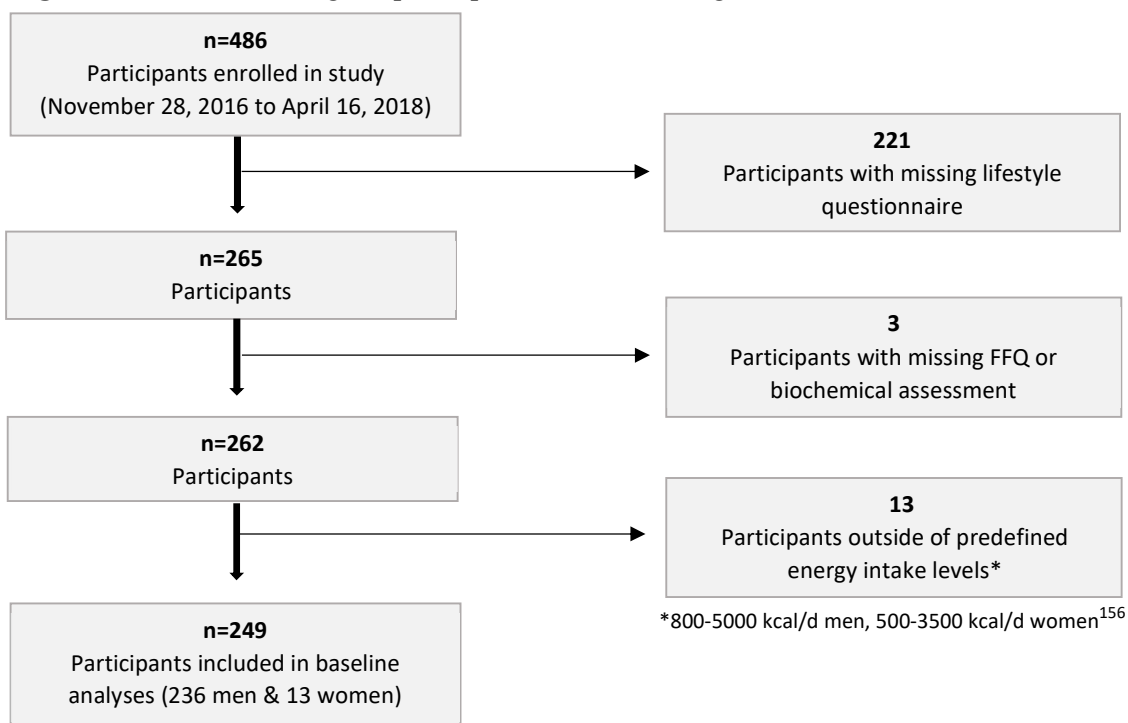 n=486
Participants enrolled in study
(November 28, 2016 to April 16, 2018)
221
Participants with missing lifestyle
questionnaire
n=265
Participants
3
Participants with missing FFQ or
biochemical assessment
n=262
Participants
13
Participants outside of predefined
energy intake levels*
*800-5000 kcal/d men, 500-3500 kcal/d women156
n=249
Participants included in baseline
analyses (236 men & 13 women)